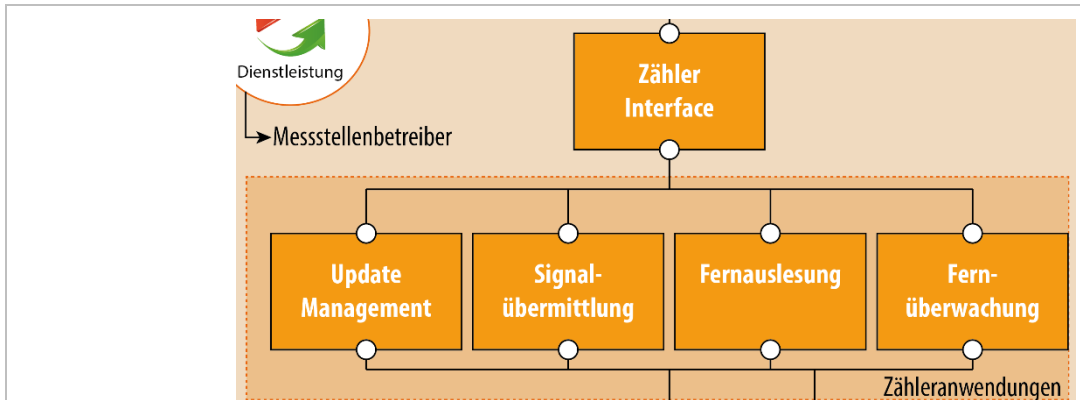 Dienstleistung
Messstellenbetreiber
Zähler
Interface
Update
Management
Signal-
übermittlung
Fernauslesung
Fern-
überwachung
Zähleranwendungen